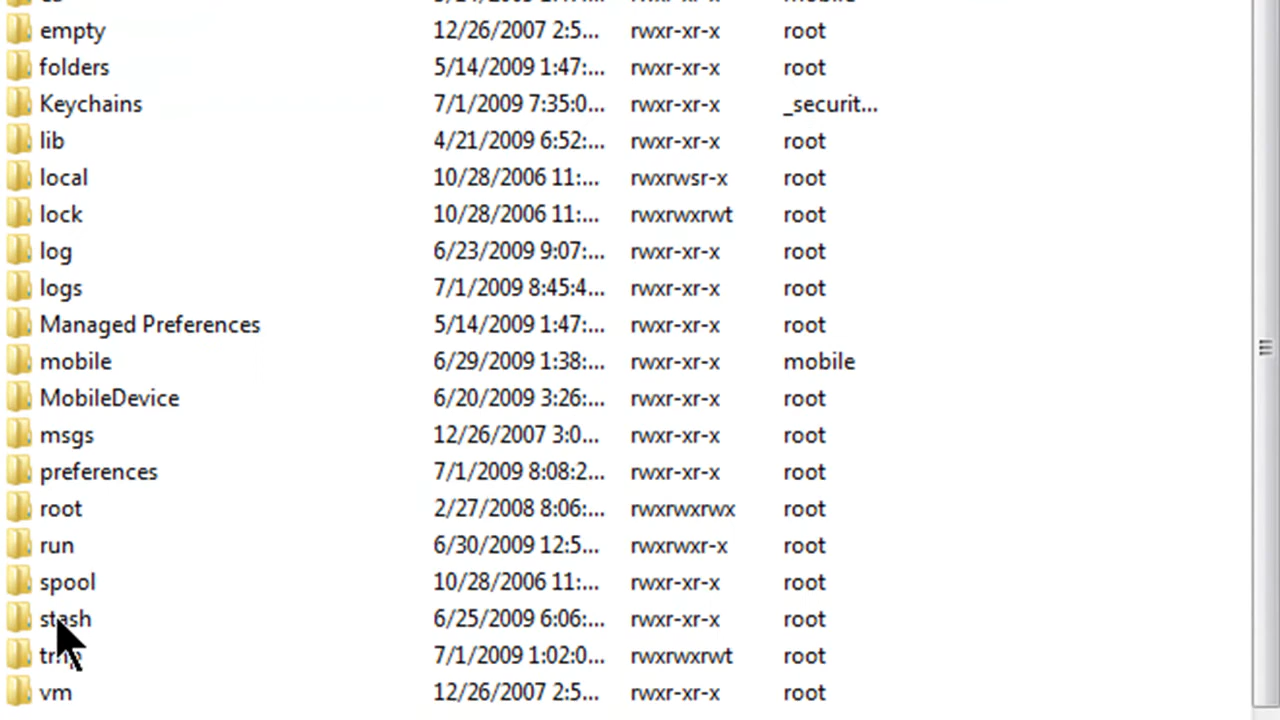 empty 12/26/2007 2:5... rwxr-xr-x root
folders 5/14/2009 1:47:... rwxr-xr-x root
Keychains 7/1/2009 7:35:0... rwxr-xr-x _securit...
lib 4/21/2009 6:52:... rwxr-xr-x root
local 10/28/2006 11:... rwxrwsr-x root
lock 10/28/2006 11:... rwxrwxrwt root
log 6/23/2009 9:07:... rwxr-xr-x root
logs 7/1/2009 8:45:4... rwxr-xr-x root
Managed Preferences 5/14/2009 1:47:... rwxr-xr-x root
mobile 6/29/2009 1:38:... rwxr-xr-x mobile
MobileDevice 6/20/2009 3:26:... rwxr-xr-x root
msgs 12/26/2007 3:0... rwxr-xr-x root
preferences 7/1/2009 8:08:2... rwxr-xr-x root
root 2/27/2008 8:06:... rwxrwxrwx root
run 6/30/2009 12:5... rwxrwxr-x root
spool 10/28/2006 11:... rwxr-xr-x root
stash 6/25/2009 6:06:... rwxr-xr-x root
tmp 7/1/2009 1:02:0... rwxrwxrwt root
vm 12/26/2007 2:5... rwxr-xr-x root